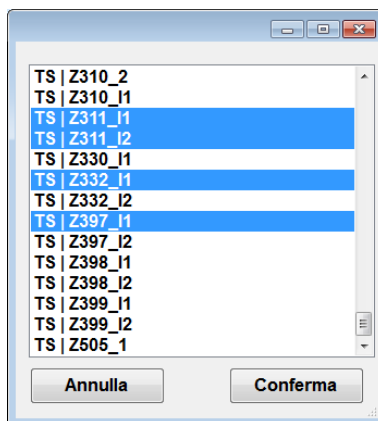 TS | Z310_2
TS | Z310_I1
TS | Z311_I1
TS | Z311_I2
TS | Z330_I1
TS | Z332_I1
TS | Z332_I2
TS | Z397_I1
TS | Z397_I2
TS | Z398_I1
TS | Z398_I2
TS | Z399_I1
TS | Z399_I2
TS | Z505_1
Annulla Conferma